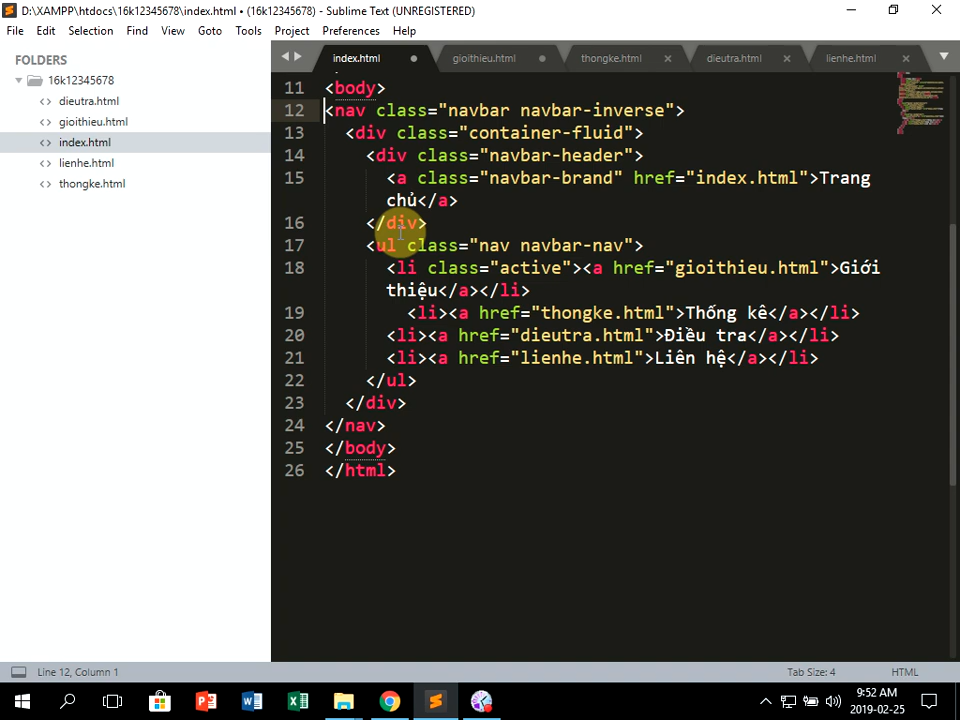 D:\XAMPP\htdocs\16k12345678\index.html • (16k12345678) - Sublime Text (UNREGISTERED)
File Edit Selection Find View Goto Tools Project Preferences Help
FOLDERS
16k12345678
dieutra.html
gioithieu.html
index.html
lienhe.html
thongke.html
index.html gioithieu.html thongke.html dieutra.html lienhe.html
11 <body>
12 <nav class="navbar navbar-inverse">
13 <div class="container-fluid">
14 <div class="navbar-header">
15 <a class="navbar-brand" href="index.html">Trang
chủ</a>
16 </div>
17 <ul class="nav navbar-nav">
18 <li class="active"><a href="gioithieu.html">Giới
thiệu</a></li>
19 <li><a href="thongke.html">Thống kê</a></li>
20 <li><a href="dieutra.html">Điều tra</a></li>
21 <li><a href="lienhe.html">Liên hệ</a></li>
22 </ul>
23 </div>
24 </nav>
25 </body>
26 </html>
Line 12, Column 1
Tab Size: 4
HTML
9:52 AM
2019-02-25